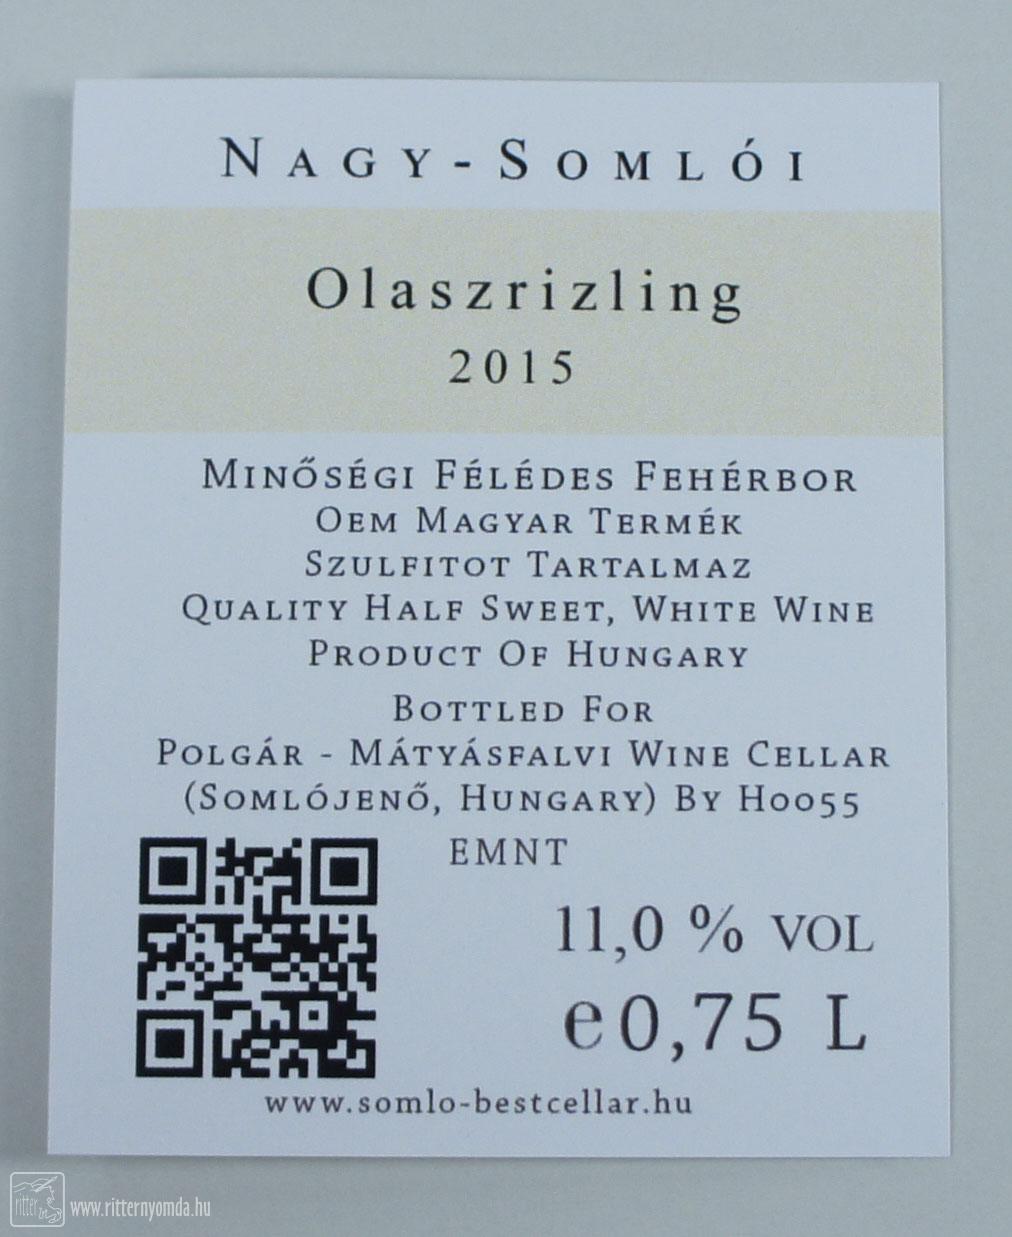 Nagy-Somlói
Olaszrizling
2015
Minőségi Félédes Fehérbor
Oem Magyar Termék
Szulfitot Tartalmaz
Quality Half Sweet, White Wine
Product Of Hungary
Bottled For
Polgár - Mátyásfalvi Wine Cellar
(Somlójenő, Hungary) By H0055
EMNT
11,0 % VOL
e0,75 L
www.somlo-bestcellar.hu
ritter
www.ritternyomda.hu